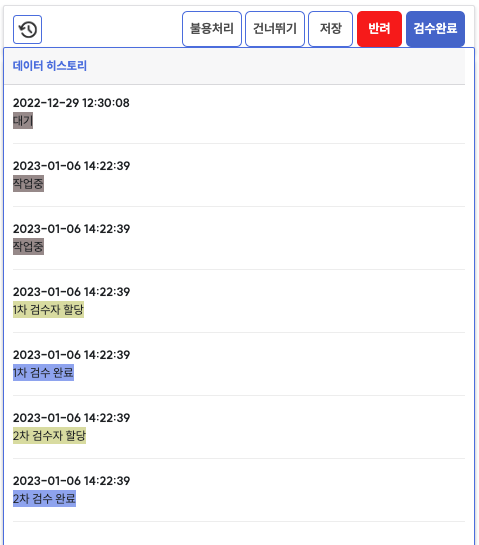 불용처리 건너뛰기 저장 반려 검수완료
데이터 히스토리
2022-12-29 12:30:08
대기
2023-01-06 14:22:39
작업중
2023-01-06 14:22:39
작업중
2023-01-06 14:22:39
1차 검수자 할당
2023-01-06 14:22:39
1차 검수 완료
2023-01-06 14:22:39
2차 검수자 할당
2023-01-06 14:22:39
2차 검수 완료